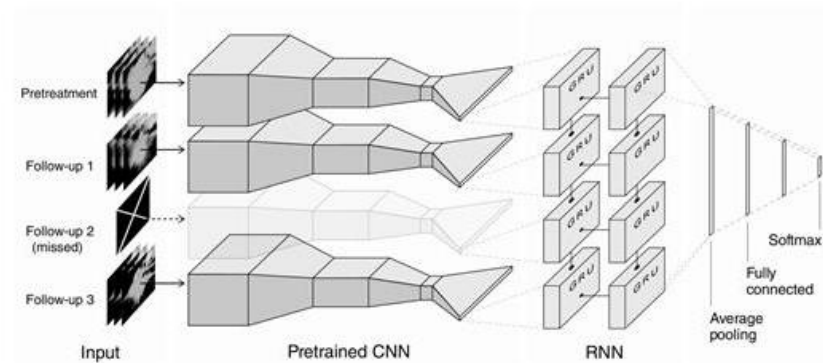 Pretreatment
Follow-up 1
Follow-up 2
(missed)
Follow-up 3
GRU
GRU
GRU
GRU
GRU
GRU
GRU
GRU
Softmax
Fully
connected
Average
pooling
Input
Pretrained CNN
RNN